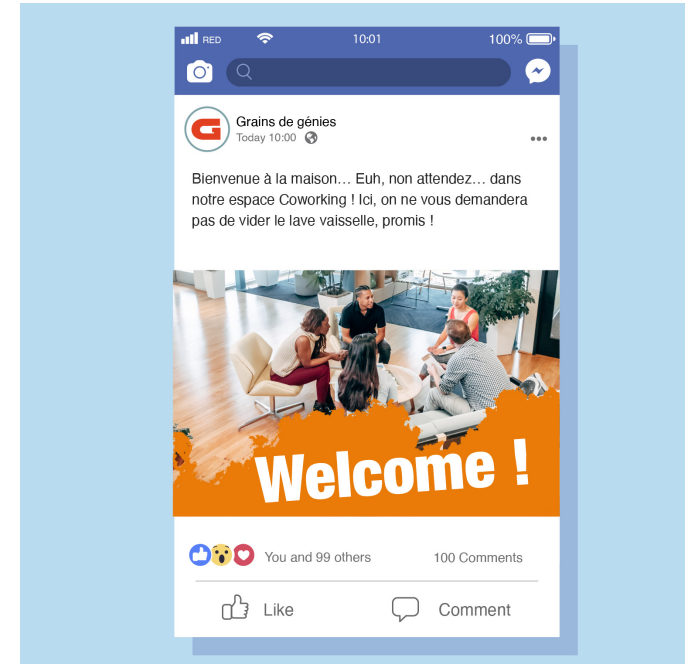 RED 10:01 100%
Grains de génies
Today 10:00
Bienvenue à la maison… Euh, non attendez… dans
notre espace Coworking ! Ici, on ne vous demandera
pas de vider le lave vaisselle, promis !
Welcome !
You and 99 others 100 Comments
Like Comment